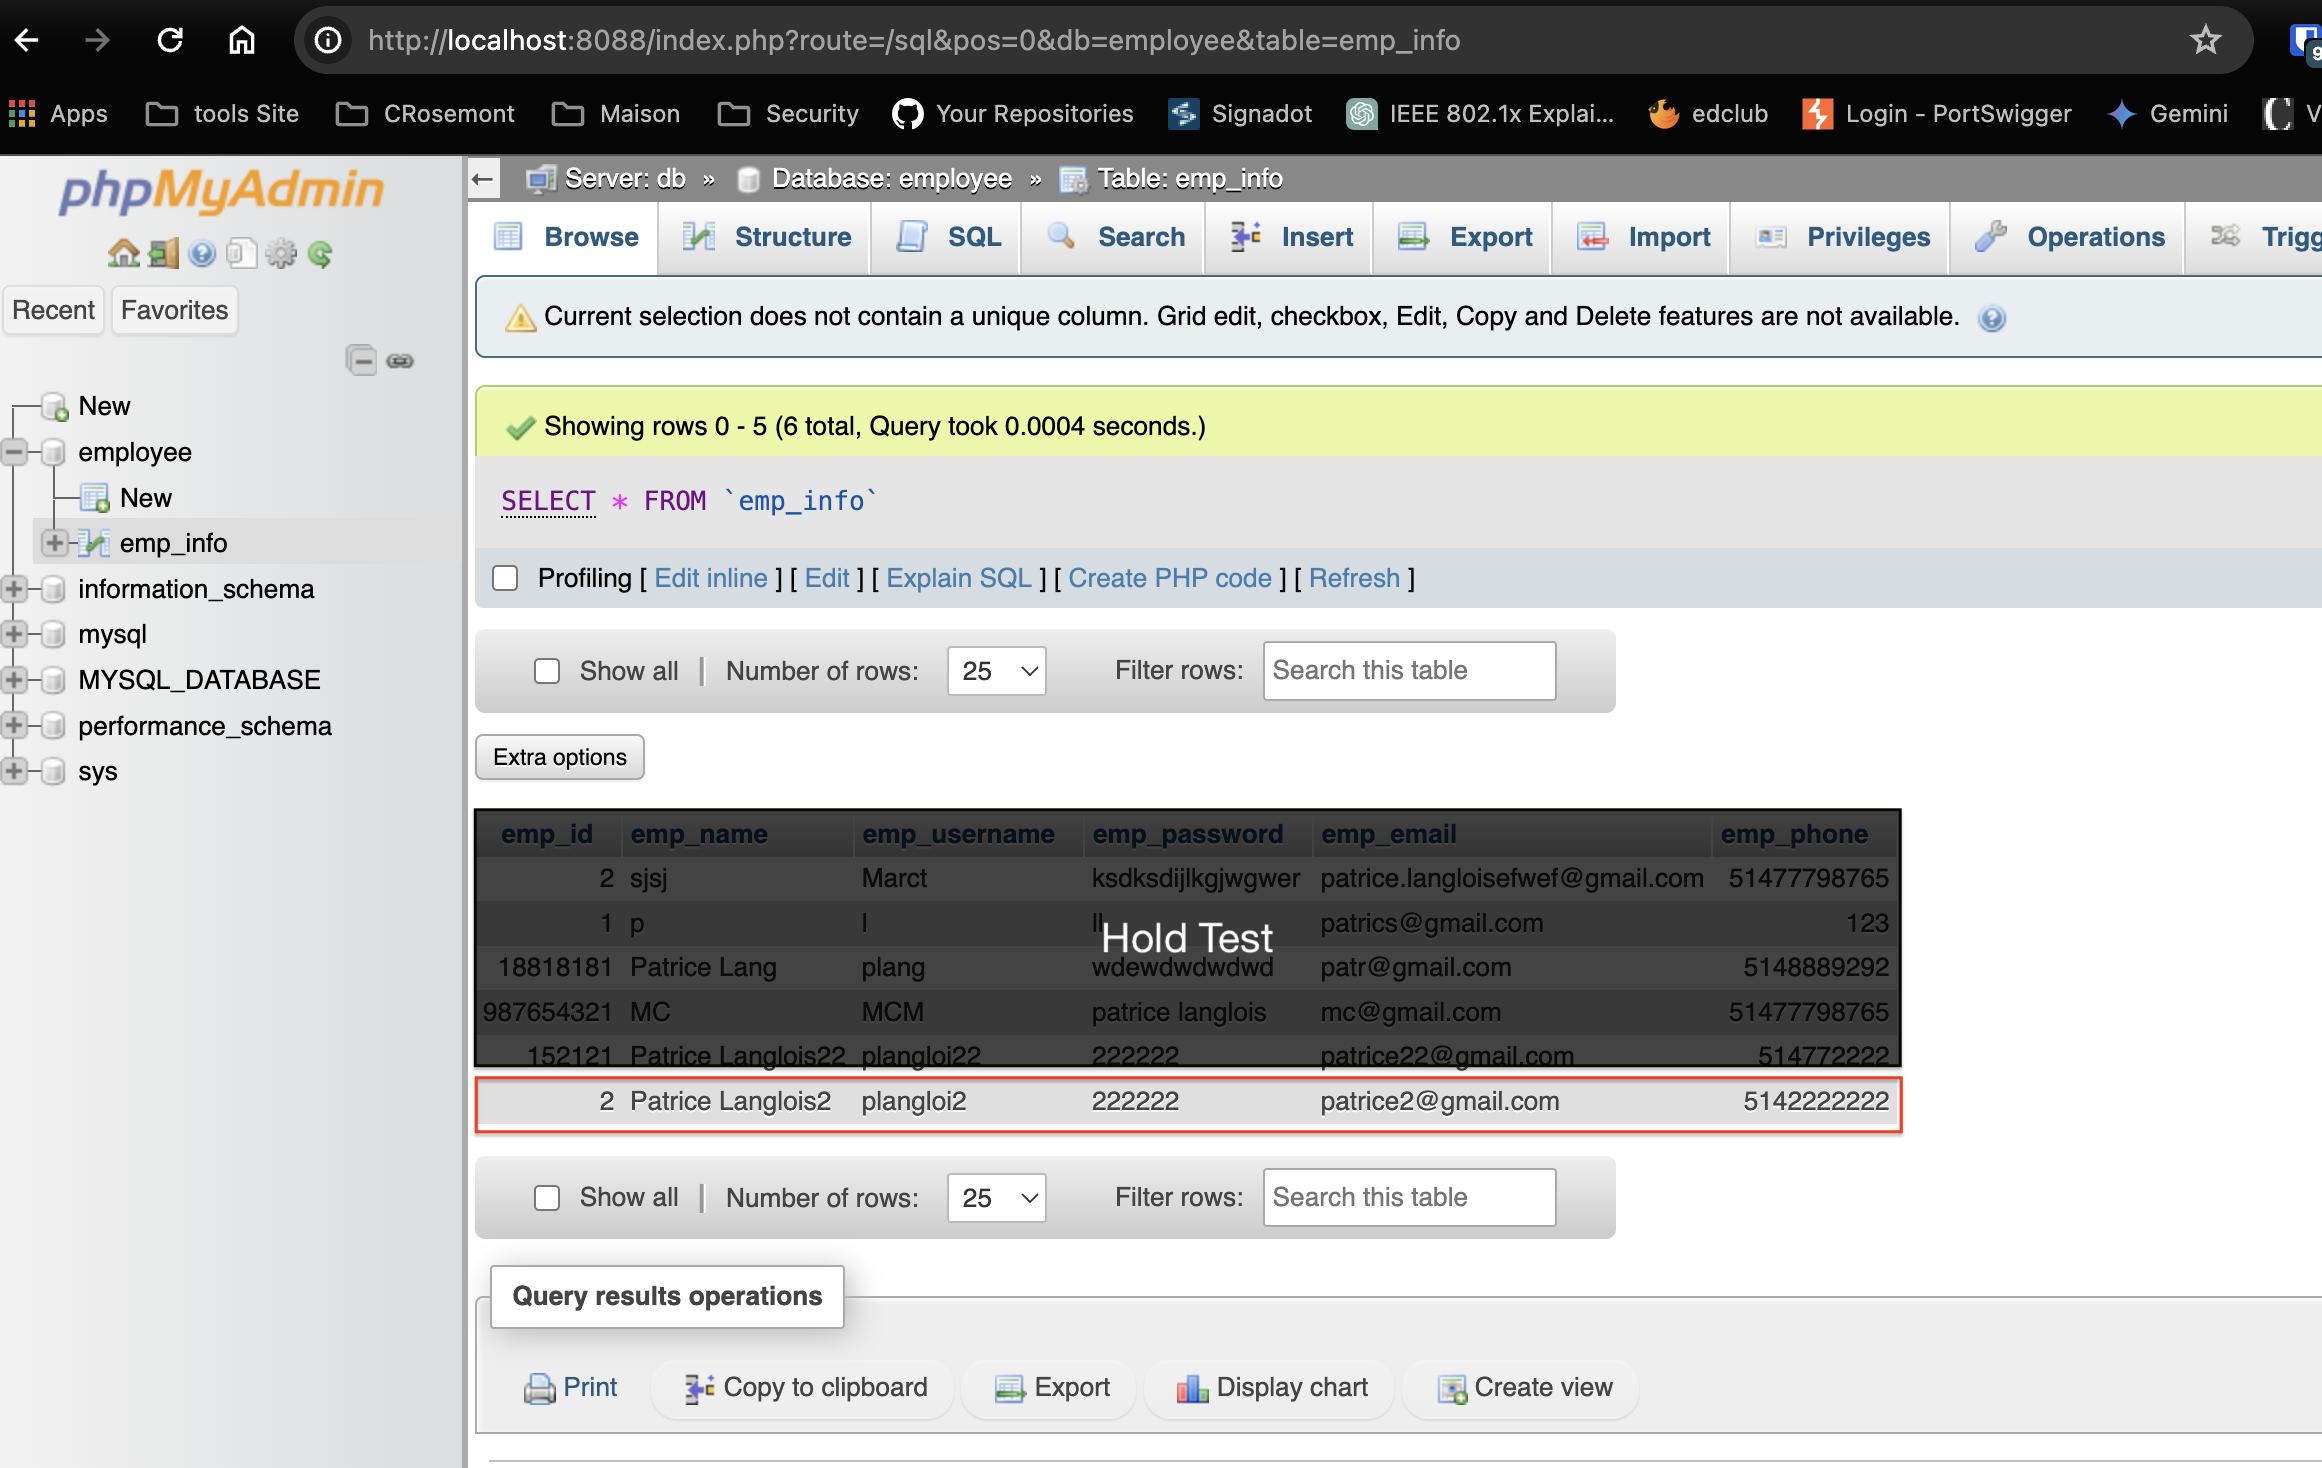 http://localhost:8088/index.php?route=/sql&pos=0&db=employee&table=emp_info
9
Apps tools Site CRosemont Maison Security Your Repositories Signadot IEEE 802.1x Explai... edclub Login - PortSwigger Gemini V
phpMyAdmin
Recent Favorites
New
employee
New
emp_info
information_schema
mysql
MYSQL_DATABASE
performance_schema
sys
Server: db » Database: employee » Table: emp_info
Browse Structure SQL Search Insert Export Import Privileges Operations Trigg
Current selection does not contain a unique column. Grid edit, checkbox, Edit, Copy and Delete features are not available.
Showing rows 0 - 5 (6 total, Query took 0.0004 seconds.)
SELECT * FROM `emp_info`
Profiling [ Edit inline ] [ Edit ] [ Explain SQL ] [ Create PHP code ] [ Refresh ]
Show all | Number of rows: 25 Filter rows: Search this table
Extra options
emp_id emp_name emp_username emp_password emp_email emp_phone
2 sjsj Marct ksdksdijlkgjwgwer patrice.langloisefwef@gmail.com 51477798765
1 p l ll patrics@gmail.com 123
Hold Test
18818181 Patrice Lang plang wdewdwdwdwd patr@gmail.com 5148889292
987654321 MC MCM patrice langlois mc@gmail.com 51477798765
152121 Patrice Langlois22 plangloi22 222222 patrice22@gmail.com 514772222
2 Patrice Langlois2 plangloi2 222222 patrice2@gmail.com 5142222222
Show all | Number of rows: 25 Filter rows: Search this table
Query results operations
Print Copy to clipboard Export Display chart Create view